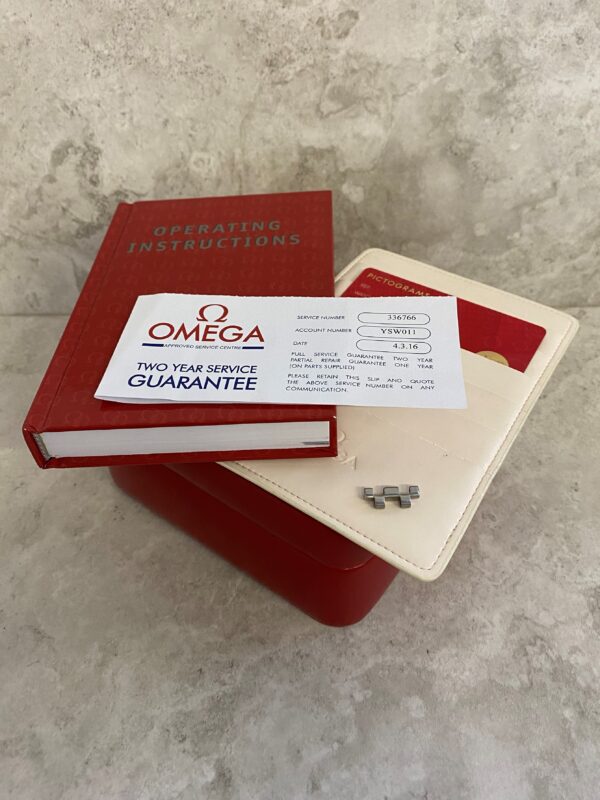 OPERATING
INSTRUCTIONS
PICTOGRAMS
Ω
OMEGA
APPROVED SERVICE CENTRE
TWO YEAR SERVICE
GUARANTEE
SERVICE NUMBER 336766
ACCOUNT NUMBER YSW011
DATE 4.3.16
FULL SERVICE GUARANTEE TWO YEAR
PARTIAL REPAIR GUARANTEE ONE YEAR
(ON PARTS SUPPLIED).
PLEASE RETAIN THIS SLIP AND QUOTE
THE ABOVE SERVICE NUMBER ON ANY
COMMUNICATION.